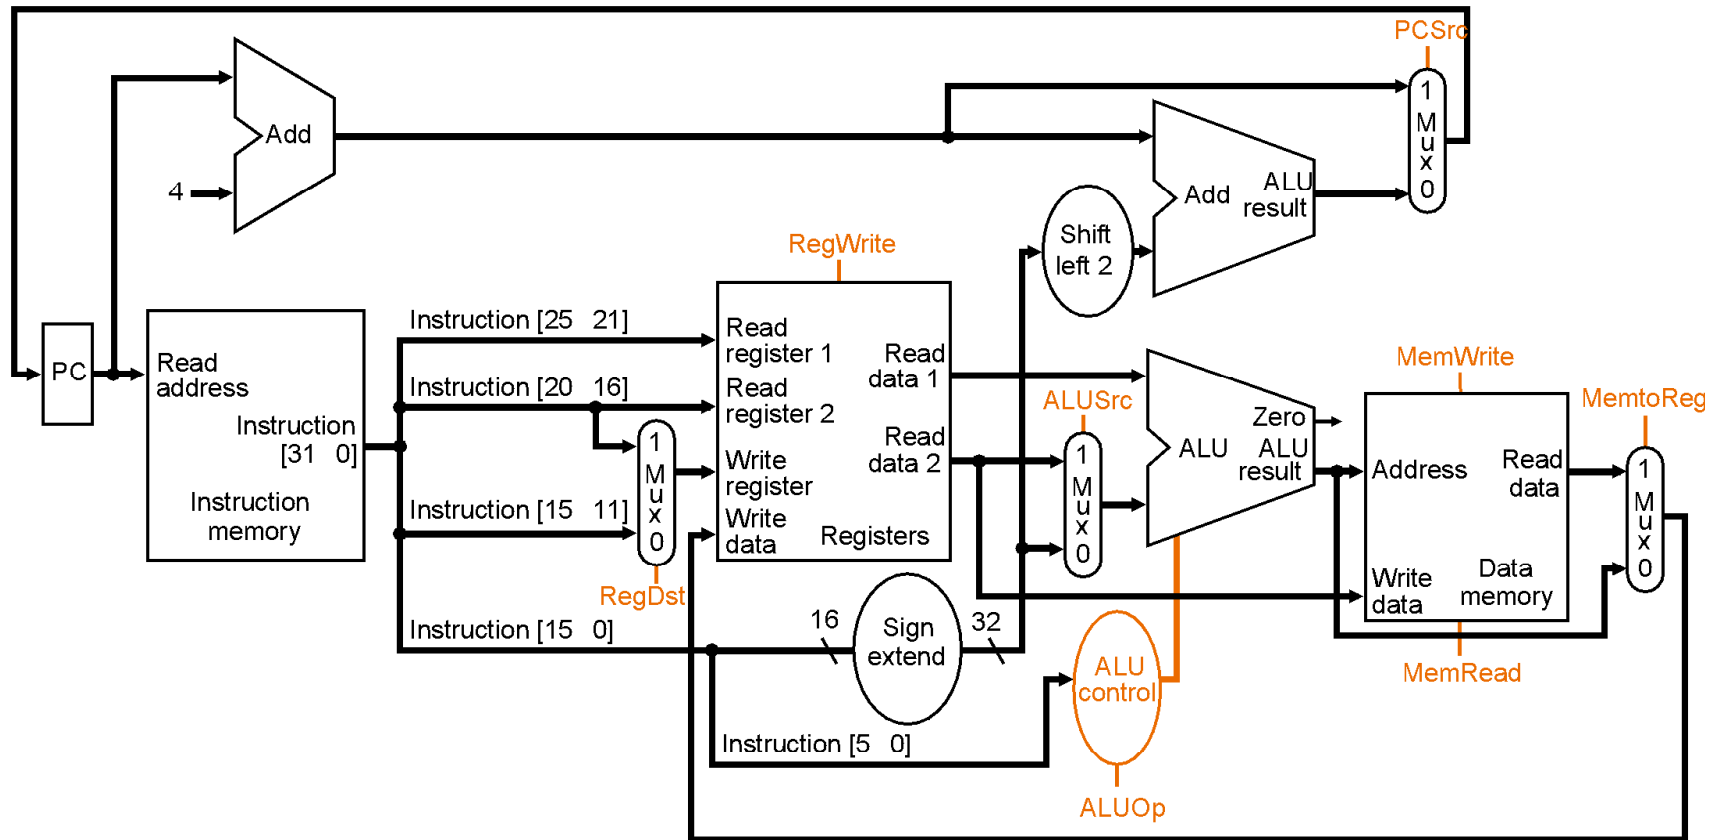 PCSrc
1
M
u
x
0
Add
4
Add
ALU
result
Shift
left 2
RegWrite
PC
Read
address
Instruction
[31 0]
Instruction
memory
Instruction [25 21]
Instruction [20 16]
Instruction [15 11]
Instruction [15 0]
1
M
u
x
0
RegDst
Read
register 1
Read
register 2
Write
register
Write
data
Read
data 1
Read
data 2
Registers
16
Sign
extend
32
Instruction [5 0]
ALUSrc
1
M
u
x
0
Zero
ALU
ALU
result
ALU
control
ALUOp
MemWrite
Address
Read
data
Write
data
Data
memory
MemRead
MemtoReg
1
M
u
x
0